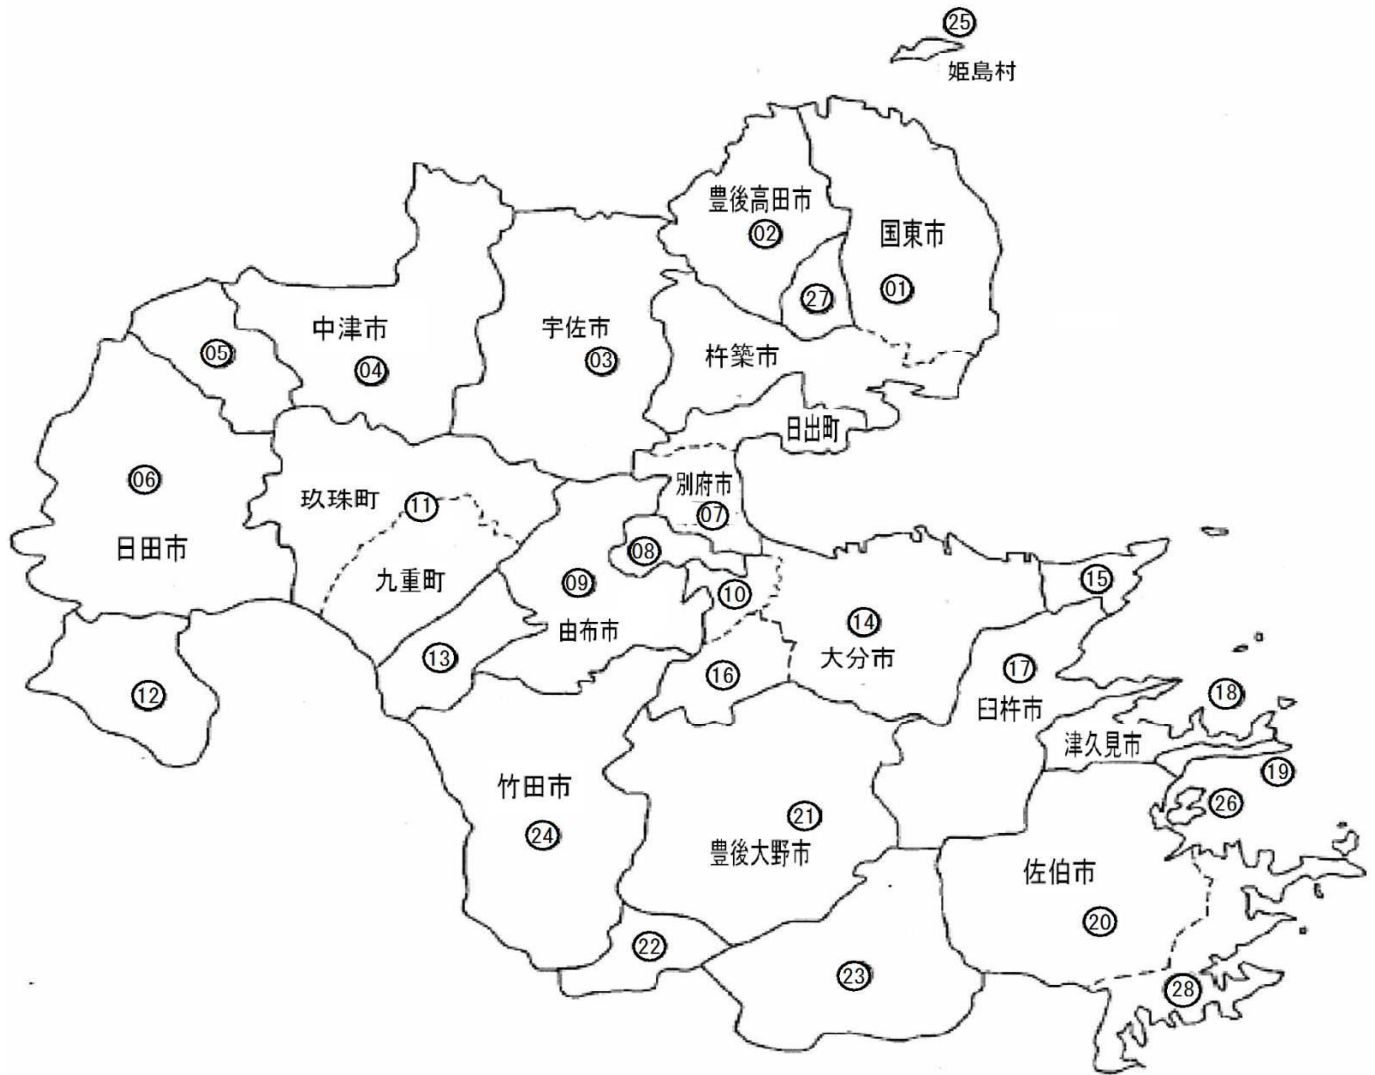 ㉕
姫島村
豊後高田市
㉗
02
国東市
01
中津市
04
05
宇佐市
03
杵築市
日出町
06
日田市
玖珠町
11
九重町
別府市
07
08
09
由布市
10
12
13
14
大分市
15
16
17
臼杵市
18
津久見市
19
26
竹田市
24
21
豊後大野市
佐伯市
20
22
23
28